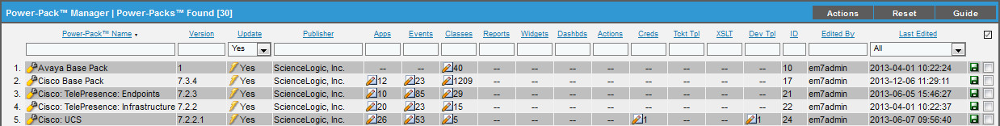 Power-Pack™ Manager | Power-Packs™ Found [30] Actions Reset Guide
Power-Pack™ Name Version Update Publisher Apps Events Classes Reports Widgets Dashbds Actions Creds Tckt Tpl XSLT Dev Tpl ID Edited By Last Edited
Yes All
1. Avaya Base Pack 1 Yes ScienceLogic, Inc. -- -- 40 -- -- -- -- -- -- -- -- 10 em7admin 2013-04-01 10:22:24
2. Cisco Base Pack 7.3.4 Yes ScienceLogic, Inc. 12 23 1209 -- -- -- -- -- -- -- -- 17 em7admin 2013-12-06 11:29:11
3. Cisco: TelePresence: Endpoints 7.2.3 Yes ScienceLogic, Inc. 10 85 29 -- -- -- -- -- -- -- -- 21 em7admin 2013-06-05 15:46:27
4. Cisco: TelePresence: Infrastructure 7.2.2 Yes ScienceLogic, Inc. 20 23 15 -- -- -- -- -- -- -- -- 22 em7admin 2013-04-01 10:22:37
5. Cisco: UCS 7.2.2.1 Yes ScienceLogic, Inc. 26 53 5 -- -- -- -- 1 -- -- 1 24 em7admin 2013-06-07 09:56:40